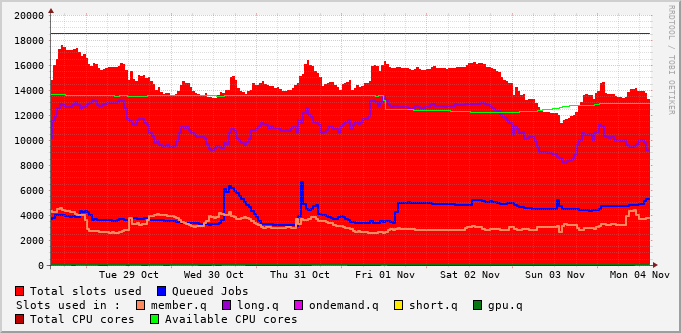 20000
18000
16000
14000
12000
10000
8000
6000
4000
2000
0
Tue 29 Oct Wed 30 Oct Thu 31 Oct Fri 01 Nov Sat 02 Nov Sun 03 Nov Mon 04 Nov
Total slots used Queued Jobs
Slots used in : member.q long.q ondemand.q short.q gpu.q
Total CPU cores Available CPU cores
RRDTOOL / TOBI OETIKER